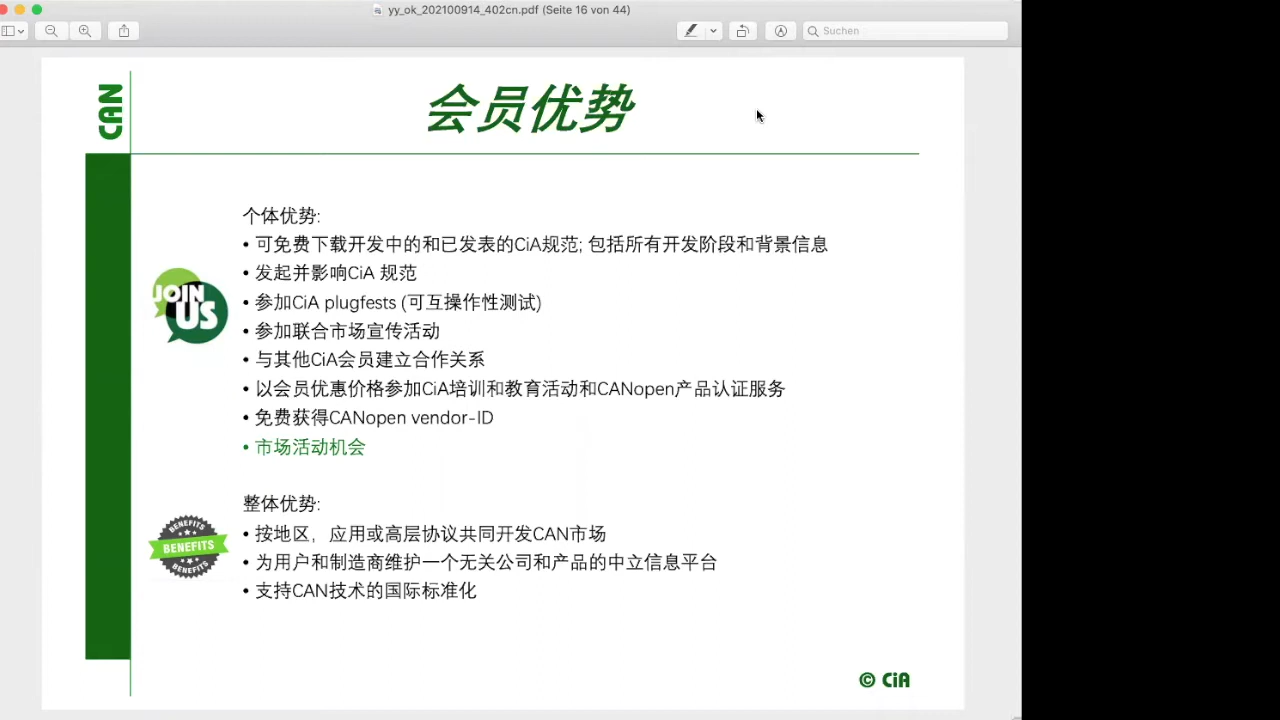 yy_ok_202100914_402cn.pdf (Seite 16 von 44)
Suchen
CAN
会员优势
个体优势:
• 可免费下载开发中的和已发表的CiA规范; 包括所有开发阶段和背景信息
• 发起并影响CiA 规范
• 参加CiA plugfests (可互操作性测试)
• 参加联合市场宣传活动
• 与其他CiA会员建立合作关系
• 以会员优惠价格参加CiA培训和教育活动和CANopen产品认证服务
• 免费获得CANopen vendor-ID
• 市场活动机会
JOIN
US
整体优势:
• 按地区，应用或高层协议共同开发CAN市场
• 为用户和制造商维护一个无关公司和产品的中立信息平台
• 支持CAN技术的国际标准化
BENEFITS
BENEFITS
BENEFITS
© CiA